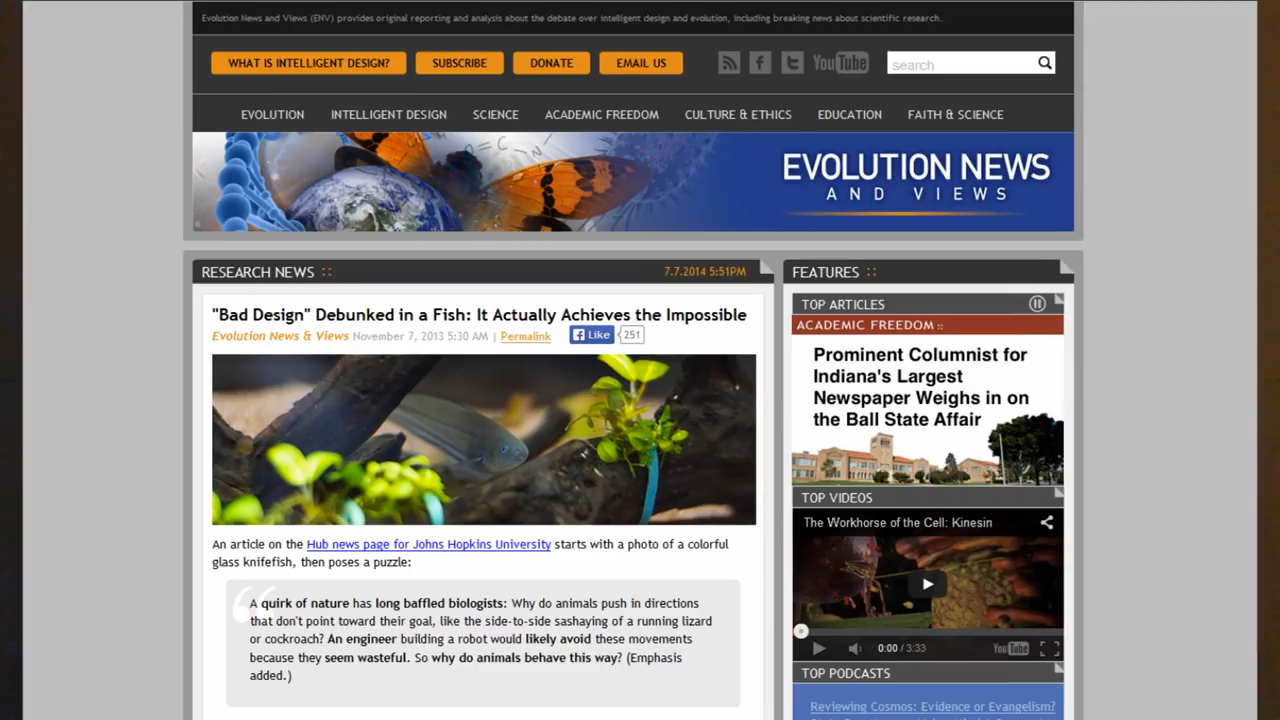 Evolution News and Views (ENV) provides original reporting and analysis about the debate over intelligent design and evolution, including breaking news about scientific research.
WHAT IS INTELLIGENT DESIGN? SUBSCRIBE DONATE EMAIL US YouTube search
EVOLUTION INTELLIGENT DESIGN SCIENCE ACADEMIC FREEDOM CULTURE & ETHICS EDUCATION FAITH & SCIENCE
EVOLUTION NEWS
AND VIEWS
RESEARCH NEWS :: 7.7.2014 5:51PM
"Bad Design" Debunked in a Fish: It Actually Achieves the Impossible
Evolution News & Views November 7, 2013 5:30 AM | Permalink Like 251
An article on the Hub news page for Johns Hopkins University starts with a photo of a colorful
glass knifefish, then poses a puzzle:
A quirk of nature has long baffled biologists: Why do animals push in directions
that don't point toward their goal, like the side-to-side sashaying of a running lizard
or cockroach? An engineer building a robot would likely avoid these movements
because they seem wasteful. So why do animals behave this way? (Emphasis
added.)
FEATURES ::
TOP ARTICLES
ACADEMIC FREEDOM ::
Prominent Columnist for
Indiana's Largest
Newspaper Weighs in on
the Ball State Affair
TOP VIDEOS
The Workhorse of the Cell: Kinesin
0:00 / 3:33 YouTube
TOP PODCASTS
Reviewing Cosmos: Evidence or Evangelism?